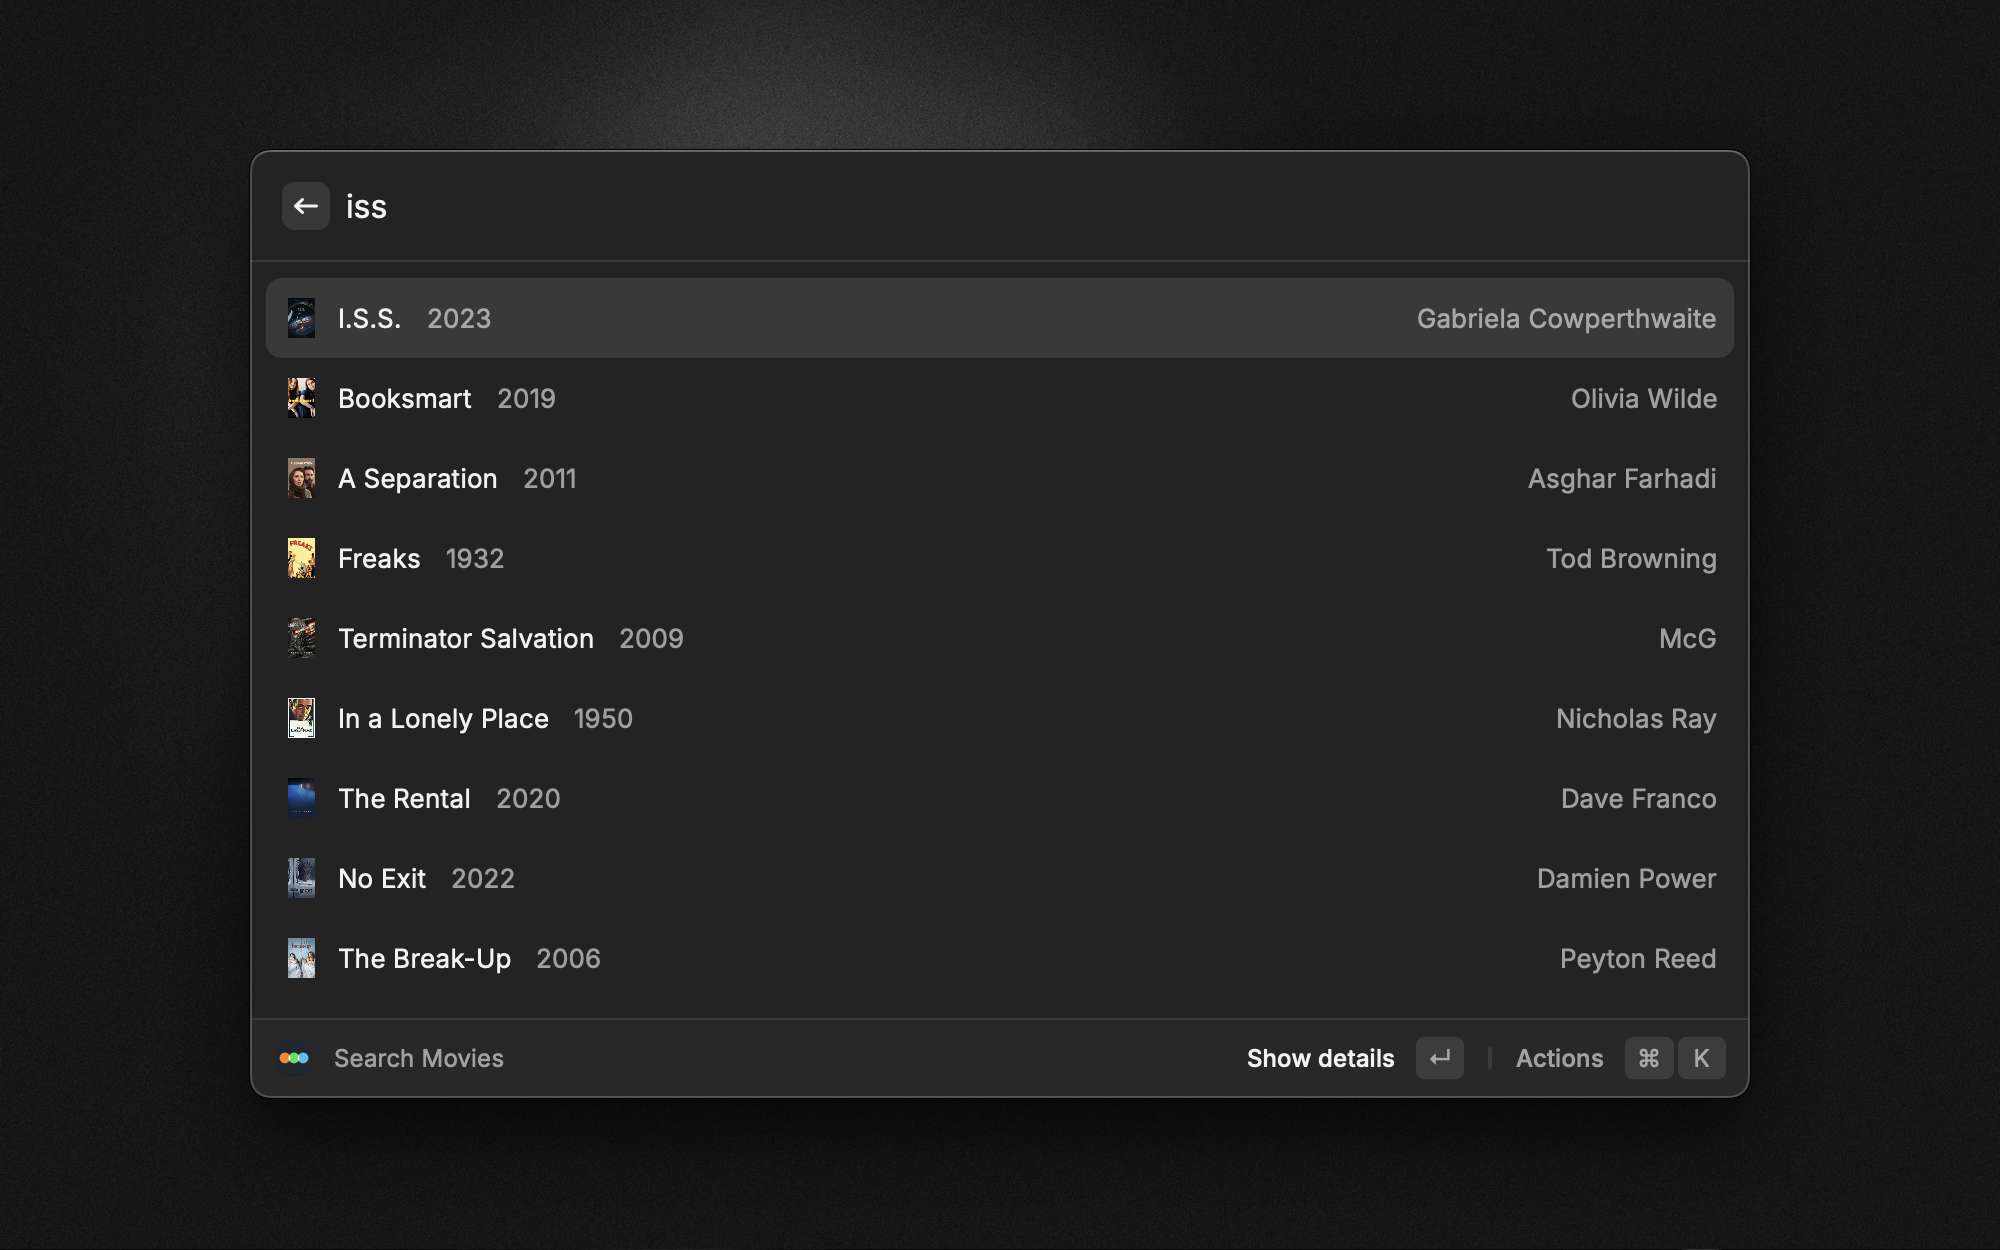 iss
I.S.S. 2023 Gabriela Cowperthwaite
Booksmart 2019 Olivia Wilde
A Separation 2011 Asghar Farhadi
Freaks 1932 Tod Browning
Terminator Salvation 2009 McG
In a Lonely Place 1950 Nicholas Ray
The Rental 2020 Dave Franco
No Exit 2022 Damien Power
The Break-Up 2006 Peyton Reed
Search Movies Show details ↵ Actions ⌘ K